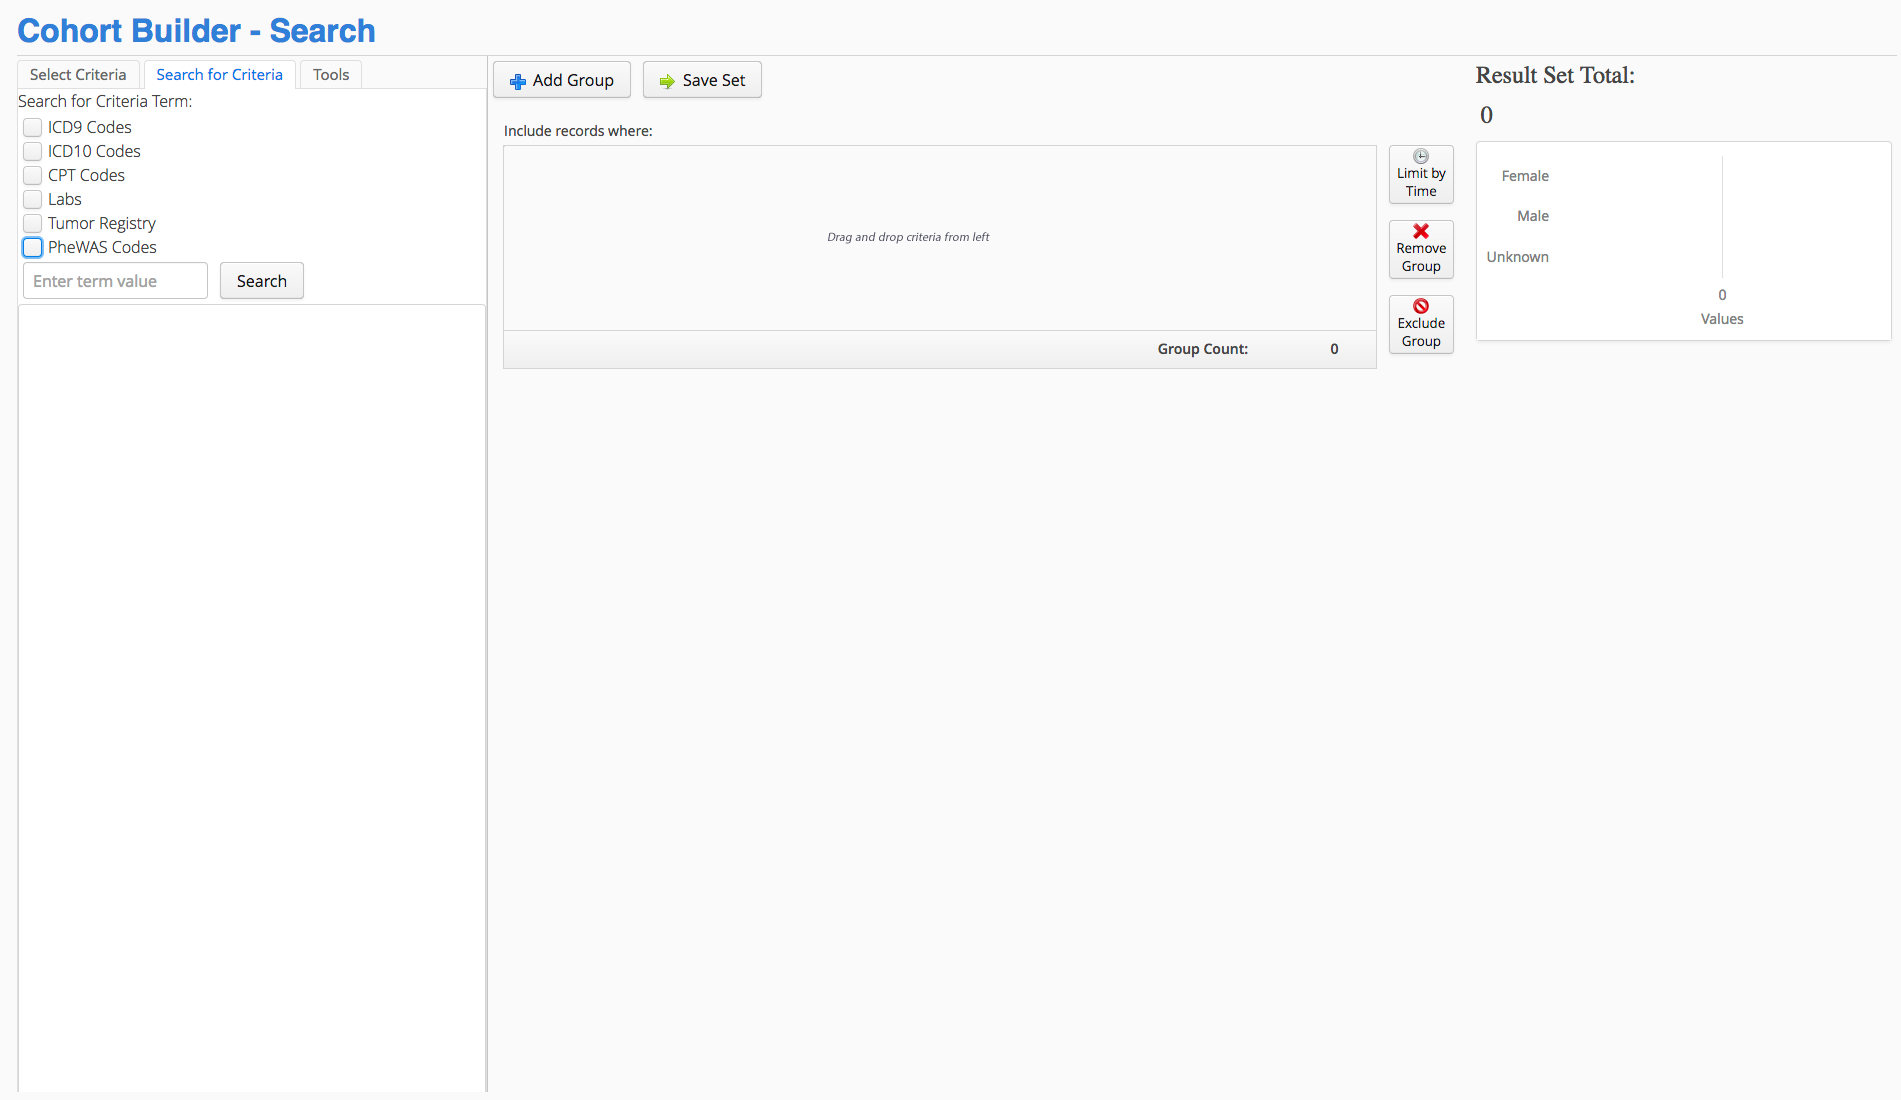 Cohort Builder - Search
Select Criteria
Search for Criteria
Tools
Search for Criteria Term:
ICD9 Codes
ICD10 Codes
CPT Codes
Labs
Tumor Registry
PheWAS Codes
Enter term value
Search
Add Group
Save Set
Include records where:
Drag and drop criteria from left
Group Count: 0
Limit by
Time
Remove
Group
Exclude
Group
Result Set Total:
0
Female
Male
Unknown
0
Values